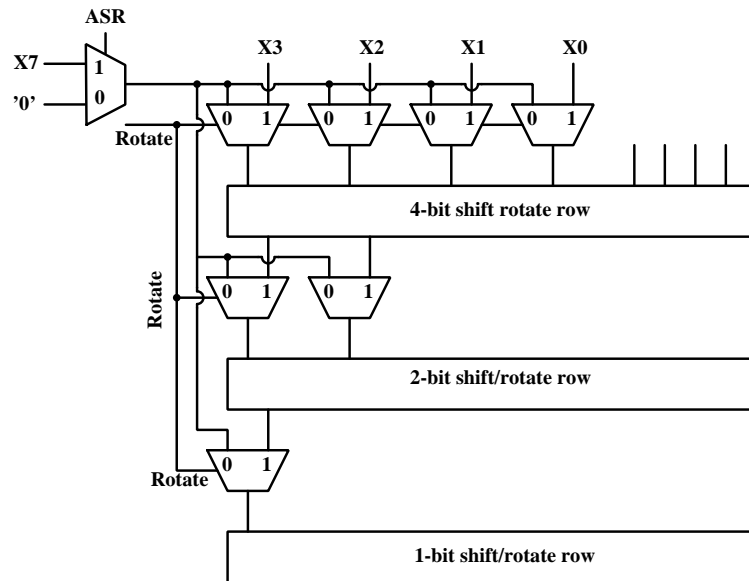 ASR
X3 X2 X1 X0
X7
1
’0’
0
0 1 0 1 0 1 0 1
Rotate
4-bit shift rotate row
0 1 0 1
Rotate
2-bit shift/rotate row
0 1
Rotate
1-bit shift/rotate row